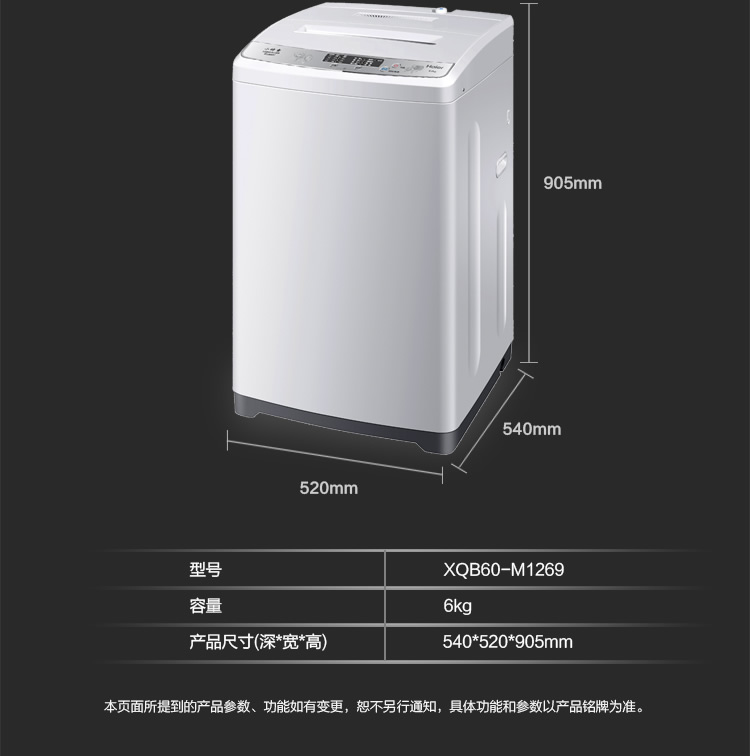 Haier
905mm
540mm
520mm
型号 XQB60-M1269
容量 6kg
产品尺寸(深*宽*高) 540*520*905mm
本页面所提到的产品参数、功能如有变更，恕不另行通知，具体功能和参数以产品铭牌为准。